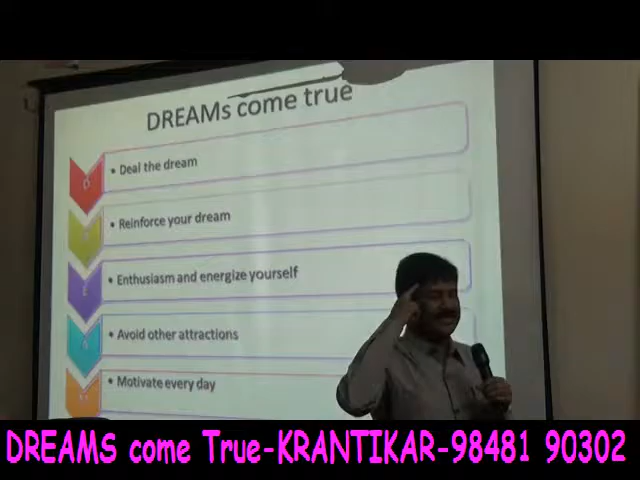 DREAMs come true
D • Deal the dream
R • Reinforce your dream
E • Enthusiasm and energize yourself
A • Avoid other attractions
M • Motivate every day
DREAMS come True-KRANTIKAR-98481 90302